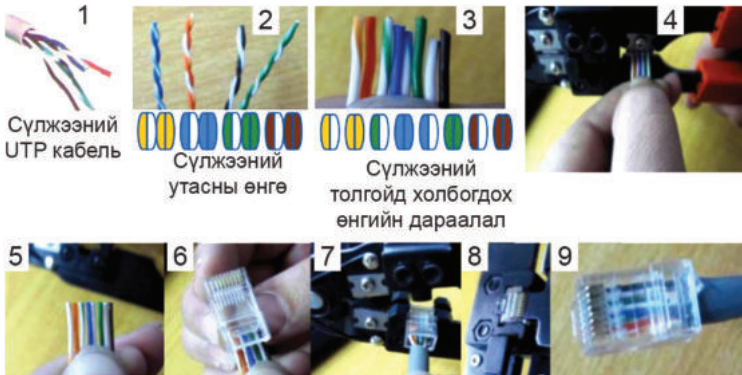 1
2
3
4
Сүлжээний
UTP кабель
Сүлжээний
утасны өнгө
Сүлжээний
толгойд холбогдох
өнгийн дараалал
5
6
7
8
9